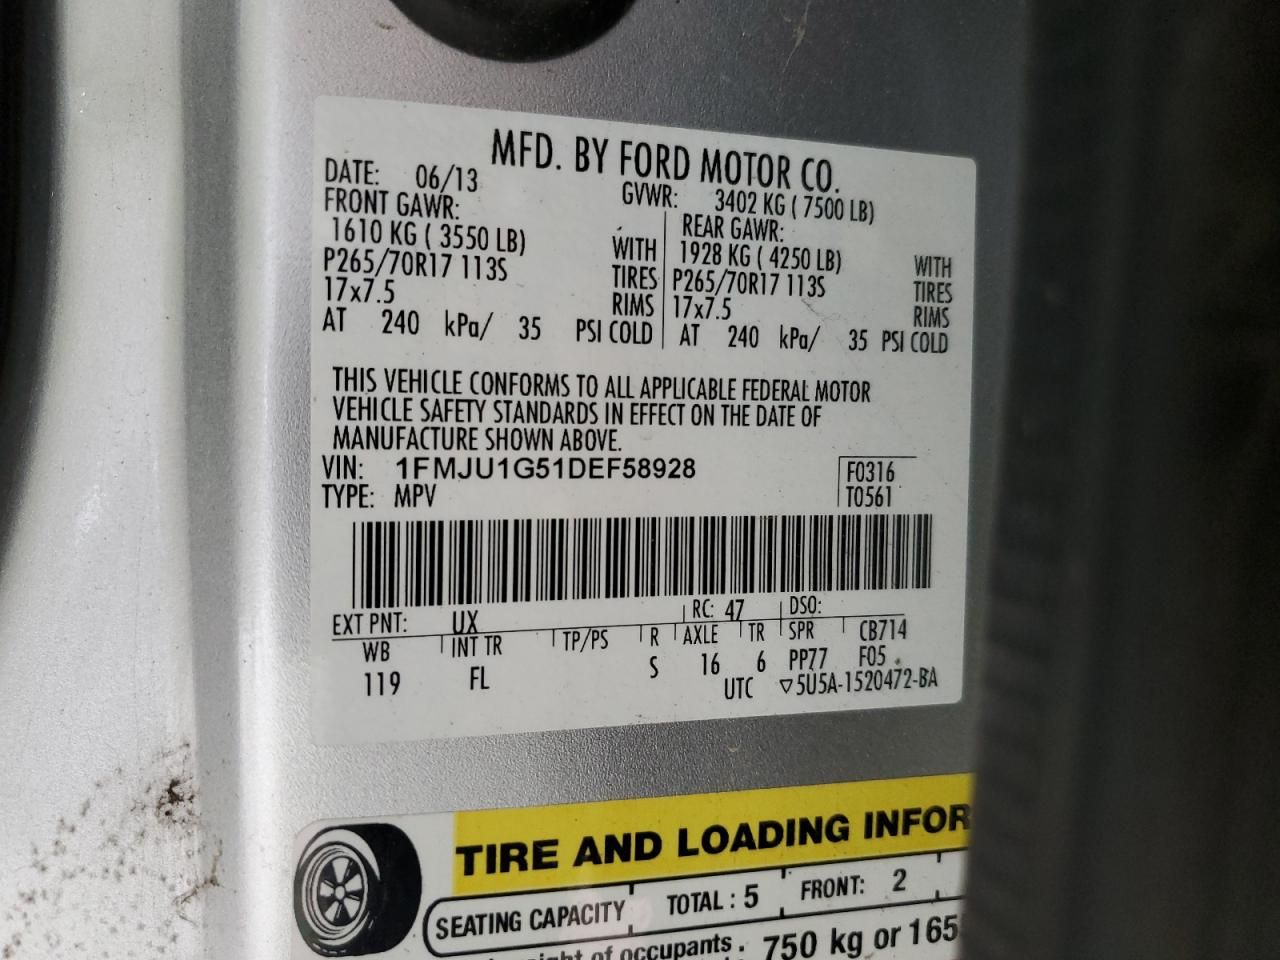 MFD. BY FORD MOTOR CO.
DATE: 06/13 GVWR: 3402 KG ( 7500 LB)
FRONT GAWR: REAR GAWR:
1610 KG ( 3550 LB) WITH 1928 KG ( 4250 LB) WITH
P265/70R17 113S TIRES P265/70R17 113S TIRES
17x7.5 RIMS 17x7.5 RIMS
AT 240 kPa/ 35 PSI COLD AT 240 kPa/ 35 PSI COLD
THIS VEHICLE CONFORMS TO ALL APPLICABLE FEDERAL MOTOR
VEHICLE SAFETY STANDARDS IN EFFECT ON THE DATE OF
MANUFACTURE SHOWN ABOVE.
VIN: 1FMJU1G51DEF58928 F0316
TYPE: MPV T0561
EXT PNT: UX RC: 47 DSO:
WB INT TR TP/PS R AXLE TR SPR CB714
119 FL S 16 6 PP77 F05
UTC ▽5U5A-1520472-BA
TIRE AND LOADING INFOR
SEATING CAPACITY TOTAL : 5 FRONT: 2
of occupants 750 kg or 165